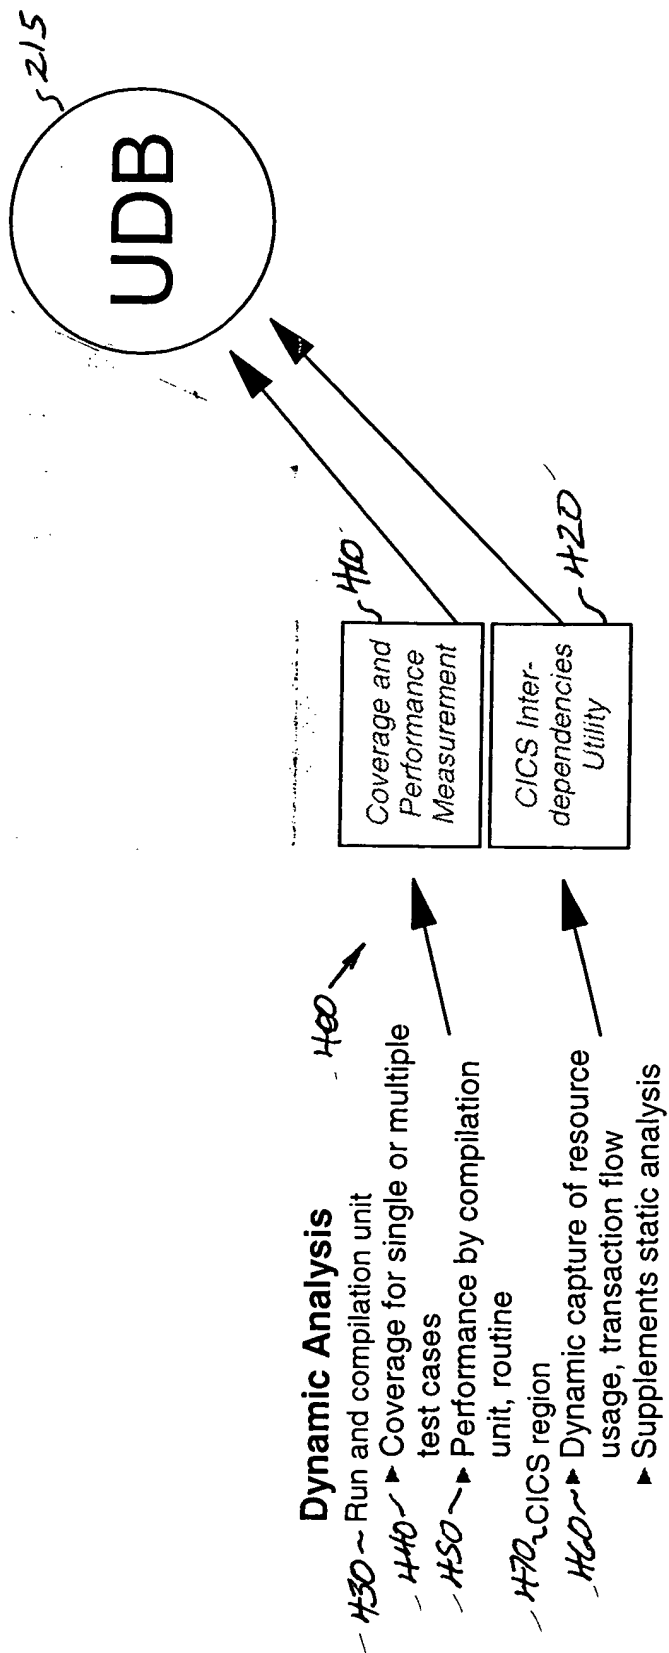 215
UDB
400
Dynamic Analysis
430 Run and compilation unit
440 ► Coverage for single or multiple
test cases
450 ► Performance by compilation
unit, routine
470 CICS region
460 ► Dynamic capture of resource
usage, transaction flow
► Supplements static analysis
410
Coverage and
Performance
Measurement
CICS Inter-
dependencies
Utility
420